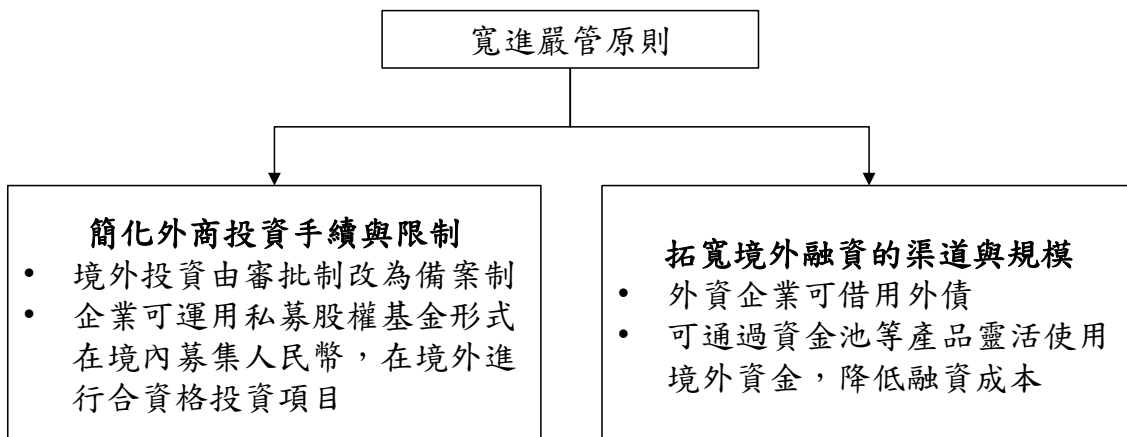 寬進嚴管原則
簡化外商投資手續與限制
• 境外投資由審批制改為備案制
• 企業可運用私募股權基金形式
在境內募集人民幣，在境外進
行合資格投資項目
拓寬境外融資的渠道與規模
• 外資企業可借用外債
• 可通過資金池等產品靈活使用
境外資金，降低融資成本